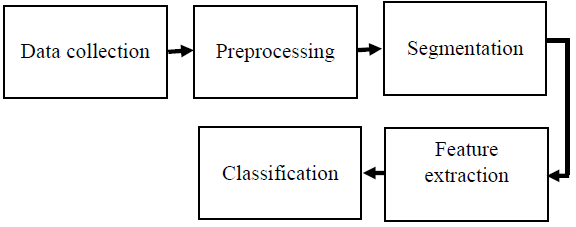 Data collection
Preprocessing
Segmentation
Feature
extraction
Classification